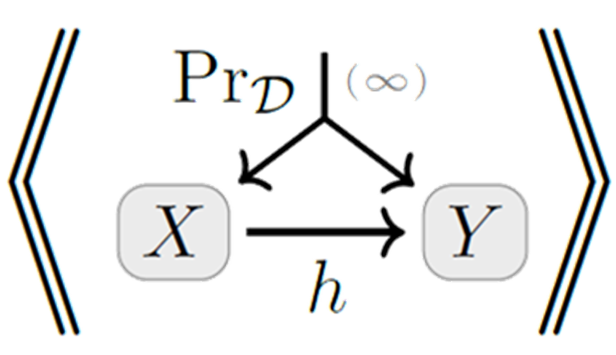 Pr𝒟 (∞)
X Y
h